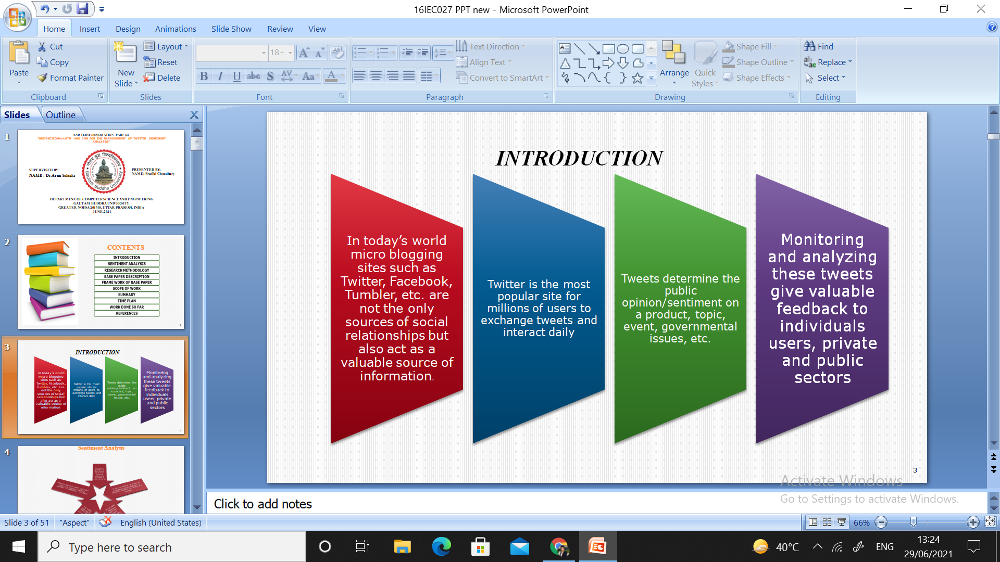 16IEC027 PPT new - Microsoft PowerPoint
Home Insert Design Animations Slide Show Review View
Paste
Cut
Copy
Format Painter
Clipboard
New
Slide
Layout
Reset
Delete
Slides
18+
Font
Text Direction
Align Text
Convert to SmartArt
Paragraph
Arrange
Quick
Styles
Shape Fill
Shape Outline
Shape Effects
Drawing
Find
Replace
Select
Editing
Slides Outline
1
END TERM DISSERTATION PART (2)
"BIDIRECTIONAL-LSTM AND CNN FOR THE IMPROVEMENT OF TWITTER SENTIMENT
ANALYSIS"
SUPERVISED BY:
NAME : Dr.Arun Solanki
गौतम बुद्ध विश्वविद्यालय
Gautam Buddha University
PRESENTED BY:
NAME: Prafful Choudhary
DEPARTMENT OF COMPUTER SCIENCE AND ENGINEERING
GAUTAM BUDDHA UNIVERSITY
GREATER NOIDA-201310, UTTAR PRADESH, INDIA
JUNE,2021
2
CONTENTS
INTRODUCTION
SENTIMENT ANALYSIS
RESEARCH METHODOLOGY
BASE PAPER DESCRIPTION
FRAME WORK OF BASE PAPER
SCOPE OF WORK
SUMMARY
TIME PLAN
WORK DONE SO FAR
REFERENCES
3
INTRODUCTION
In today's world
micro blogging
sites such as
Twitter, Facebook,
Tumbler, etc. are
not the only
sources of social
relationships but
also act as a
valuable source of
information.
Twitter is the most
popular site for
millions of users to
exchange tweets and
interact daily
Tweets determine the
public
opinion/sentiment on
a product, topic,
event, governmental
issues, etc.
Monitoring
and analyzing
these tweets
give valuable
feedback to
individuals
users, private
and public
sectors
4
Sentiment Analysis
INTRODUCTION
In today’s world
micro blogging
sites such as
Twitter, Facebook,
Tumbler, etc. are
not the only
sources of social
relationships but
also act as a
valuable source of
information.
Twitter is the most
popular site for
millions of users to
exchange tweets and
interact daily
Tweets determine the
public
opinion/sentiment on
a product, topic,
event, governmental
issues, etc.
Monitoring
and analyzing
these tweets
give valuable
feedback to
individuals
users, private
and public
sectors
3
Activate Windows
Go to Settings to activate Windows.
Click to add notes
Slide 3 of 51 "Aspect" English (United States) 66%
Type here to search
40°C ENG
13:24
29/06/2021